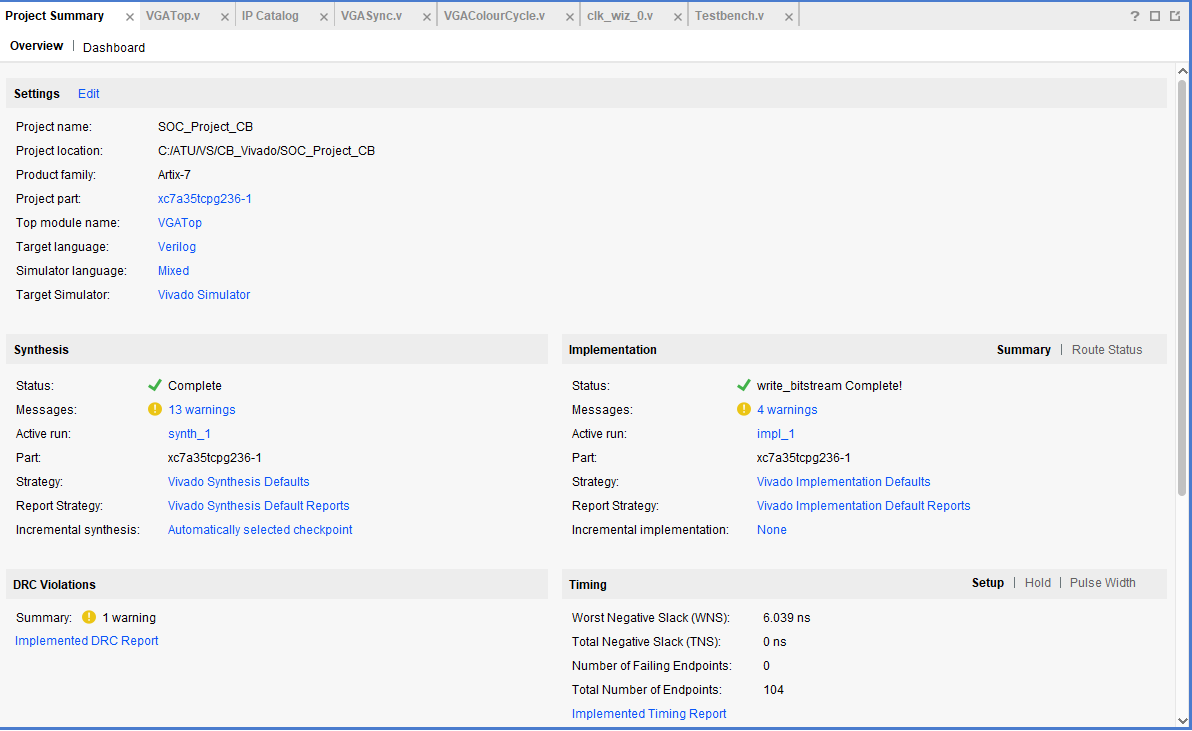 Project Summary × VGATop.v × IP Catalog × VGASync.v × VGAColourCycle.v × clk_wiz_0.v × Testbench.v × ?
Overview | Dashboard
Settings Edit
Project name: SOC_Project_CB
Project location: C:/ATU/VS/CB_Vivado/SOC_Project_CB
Product family: Artix-7
Project part: xc7a35tcpg236-1
Top module name: VGATop
Target language: Verilog
Simulator language: Mixed
Target Simulator: Vivado Simulator
Synthesis
Status: Complete
Messages: 13 warnings
Active run: synth_1
Part: xc7a35tcpg236-1
Strategy: Vivado Synthesis Defaults
Report Strategy: Vivado Synthesis Default Reports
Incremental synthesis: Automatically selected checkpoint
Implementation Summary | Route Status
Status: write_bitstream Complete!
Messages: 4 warnings
Active run: impl_1
Part: xc7a35tcpg236-1
Strategy: Vivado Implementation Defaults
Report Strategy: Vivado Implementation Default Reports
Incremental implementation: None
DRC Violations
Summary: 1 warning
Implemented DRC Report
Timing Setup | Hold | Pulse Width
Worst Negative Slack (WNS): 6.039 ns
Total Negative Slack (TNS): 0 ns
Number of Failing Endpoints: 0
Total Number of Endpoints: 104
Implemented Timing Report